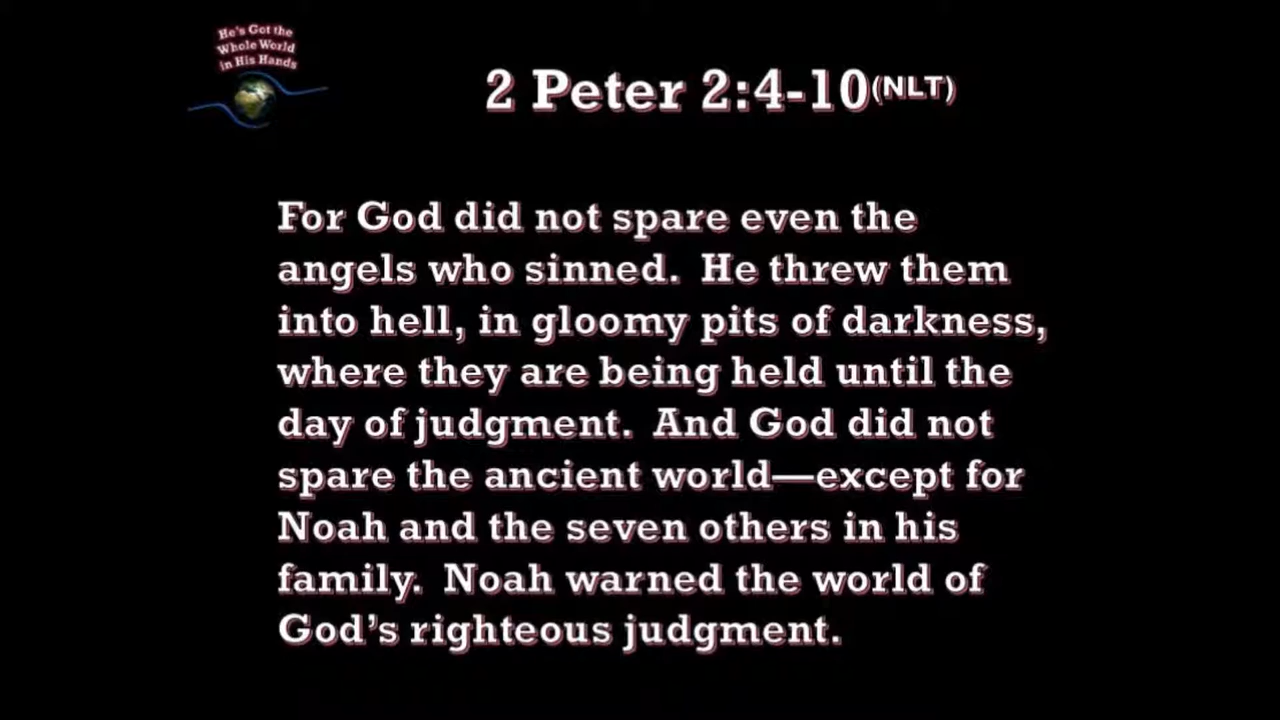 He's Got the
Whole World
in His Hands
2 Peter 2:4-10(NLT)
For God did not spare even the
angels who sinned.  He threw them
into hell, in gloomy pits of darkness,
where they are being held until the
day of judgment.  And God did not
spare the ancient world—except for
Noah and the seven others in his
family.  Noah warned the world of
God’s righteous judgment.